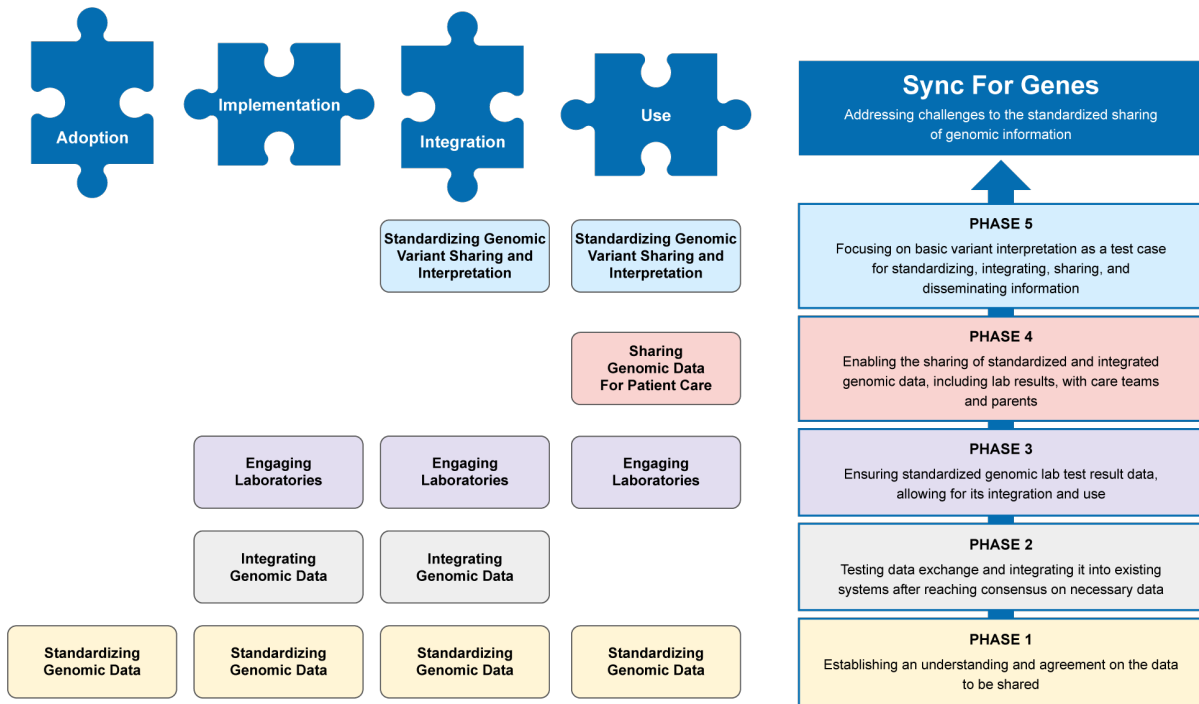 Adoption
Implementation
Integration
Use
Sync For Genes
Addressing challenges to the standardized sharing
of genomic information
Standardizing Genomic
Variant Sharing and
Interpretation
Standardizing Genomic
Variant Sharing and
Interpretation
PHASE 5
Focusing on basic variant interpretation as a test case
for standardizing, integrating, sharing, and
disseminating information
Sharing
Genomic Data
For Patient Care
PHASE 4
Enabling the sharing of standardized and integrated
genomic data, including lab results, with care teams
and parents
Engaging
Laboratories
Engaging
Laboratories
Engaging
Laboratories
PHASE 3
Ensuring standardized genomic lab test result data,
allowing for its integration and use
Integrating
Genomic Data
Integrating
Genomic Data
PHASE 2
Testing data exchange and integrating it into existing
systems after reaching consensus on necessary data
Standardizing
Genomic Data
Standardizing
Genomic Data
Standardizing
Genomic Data
Standardizing
Genomic Data
PHASE 1
Establishing an understanding and agreement on the data
to be shared